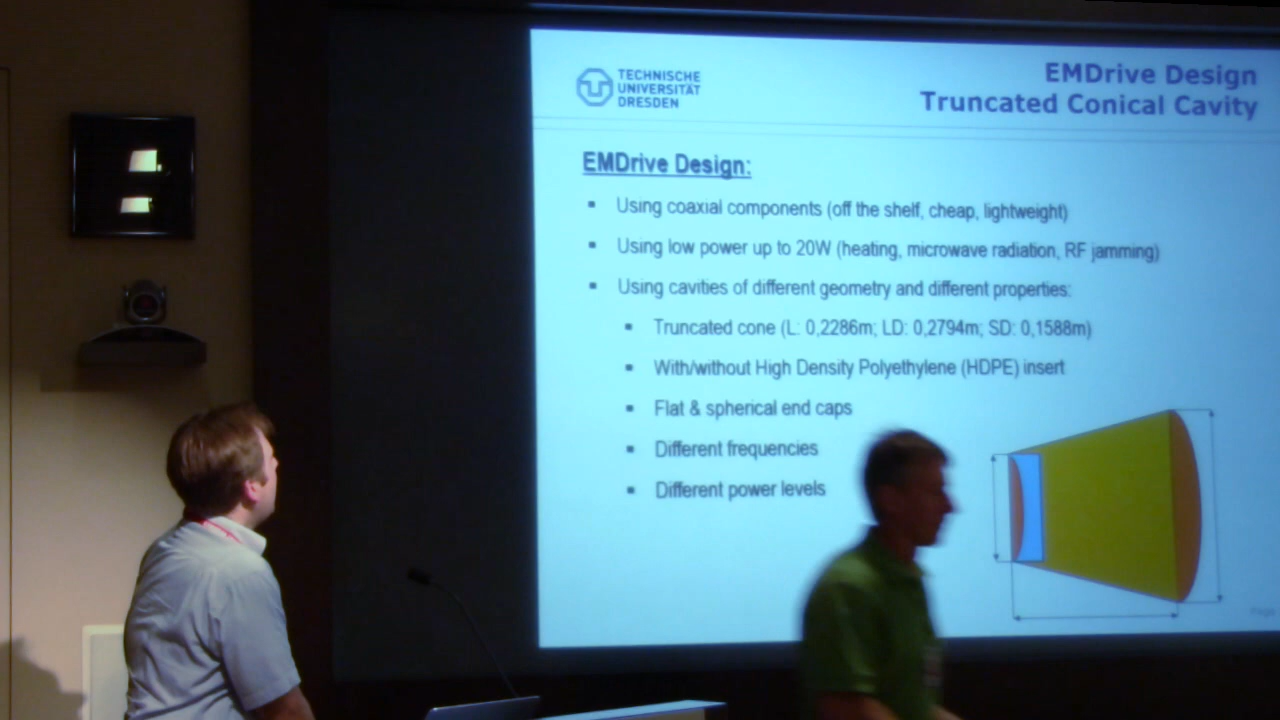 TECHNISCHE
UNIVERSITÄT
DRESDEN
EMDrive Design
Truncated Conical Cavity
EMDrive Design:
▪ Using coaxial components (off the shelf, cheap, lightweight)
▪ Using low power up to 20W (heating, microwave radiation, RF jamming)
▪ Using cavities of different geometry and different properties:
▪ Truncated cone (L: 0,2286m; LD: 0,2794m; SD: 0,1588m)
▪ With/without High Density Polyethylene (HDPE) insert
▪ Flat & spherical end caps
▪ Different frequencies
▪ Different power levels